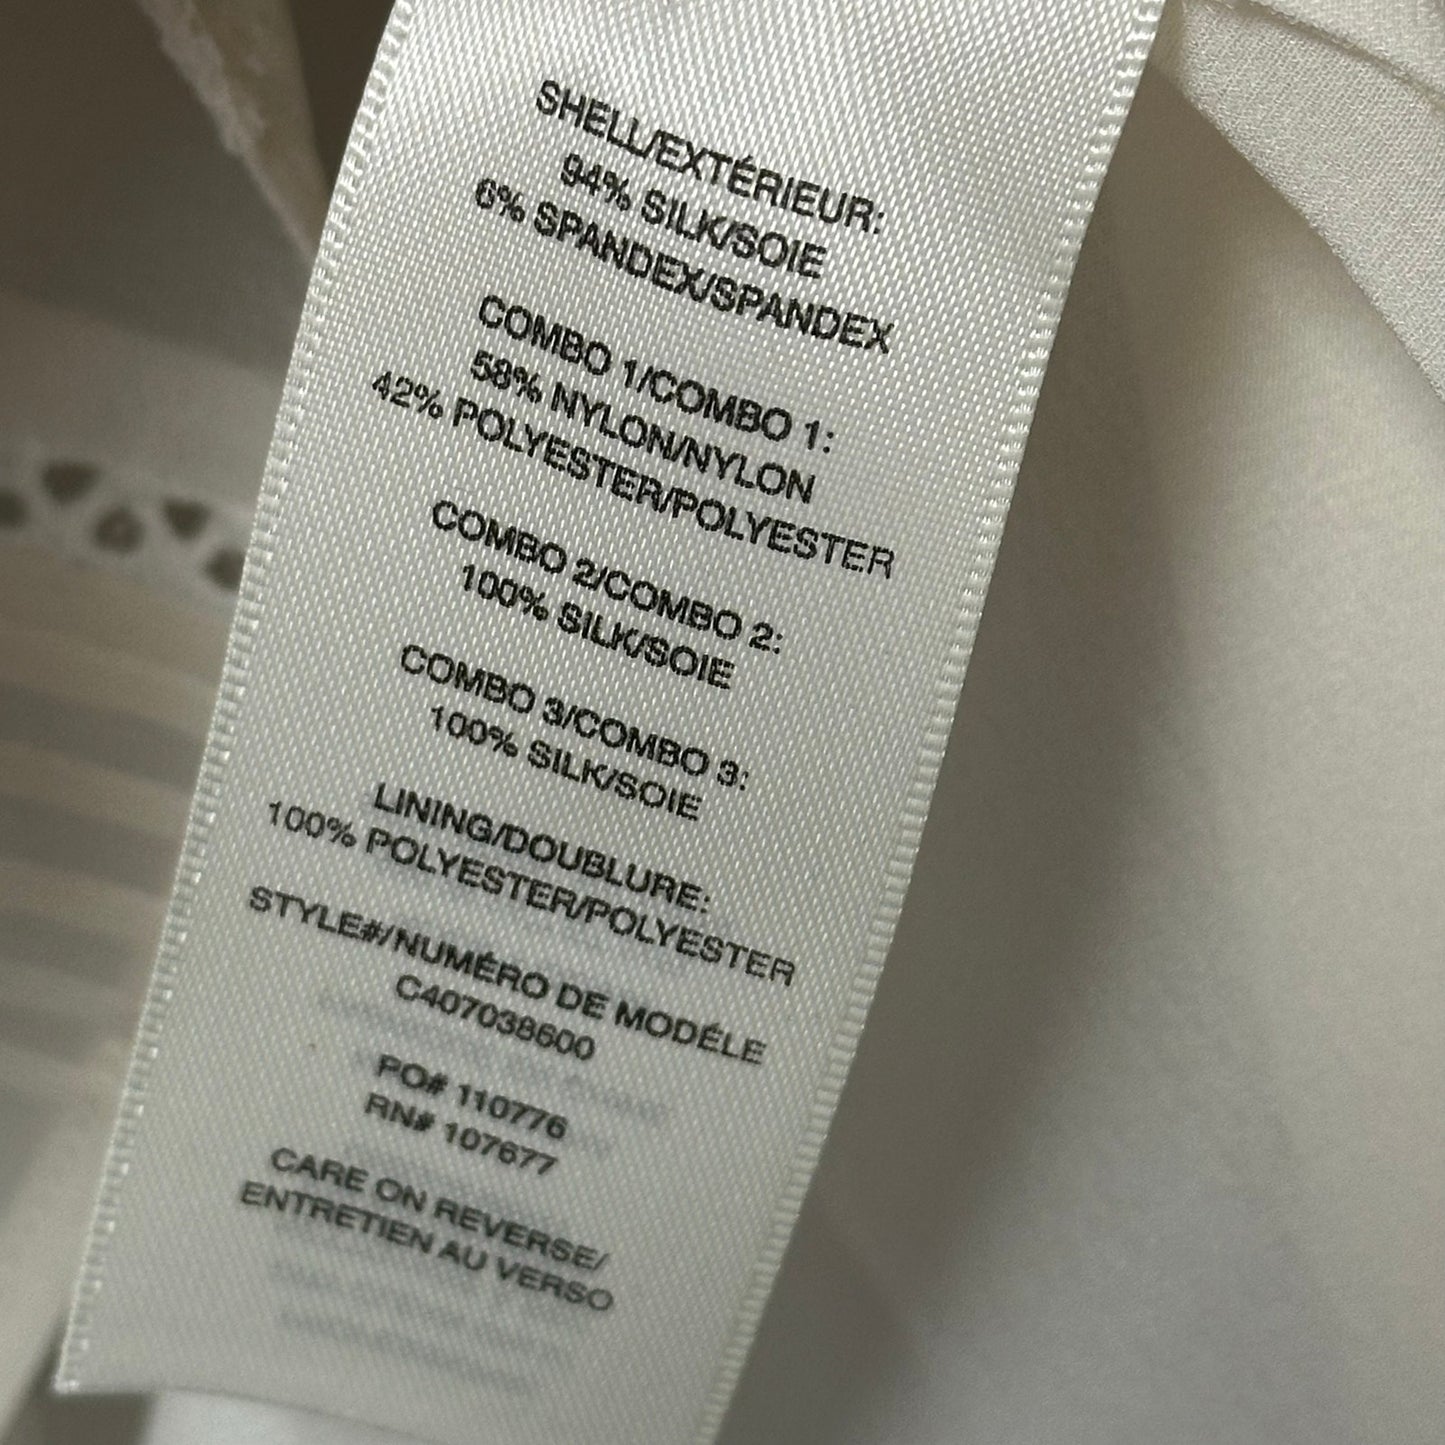 SHELL/EXTÉRIEUR:
94% SILK/SOIE
6% SPANDEX/SPANDEX
COMBO 1/COMBO 1:
58% NYLON/NYLON
42% POLYESTER/POLYESTER
COMBO 2/COMBO 2:
100% SILK/SOIE
COMBO 3/COMBO 3:
100% SILK/SOIE
LINING/DOUBLURE:
100% POLYESTER/POLYESTER
STYLE#/NUMÉRO DE MODÉLE
C407038600
PO# 110776
RN# 107677
CARE ON REVERSE/
ENTRETIEN AU VERSO